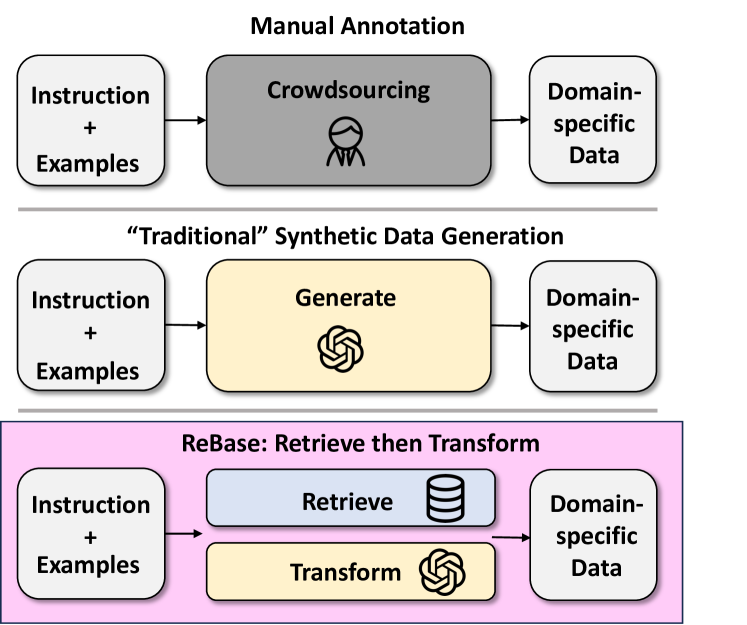 Manual Annotation
Instruction
+
Examples
Crowdsourcing
Domain-
specific
Data
“Traditional” Synthetic Data Generation
Instruction
+
Examples
Generate
Domain-
specific
Data
ReBase: Retrieve then Transform
Instruction
+
Examples
Retrieve
Transform
Domain-
specific
Data